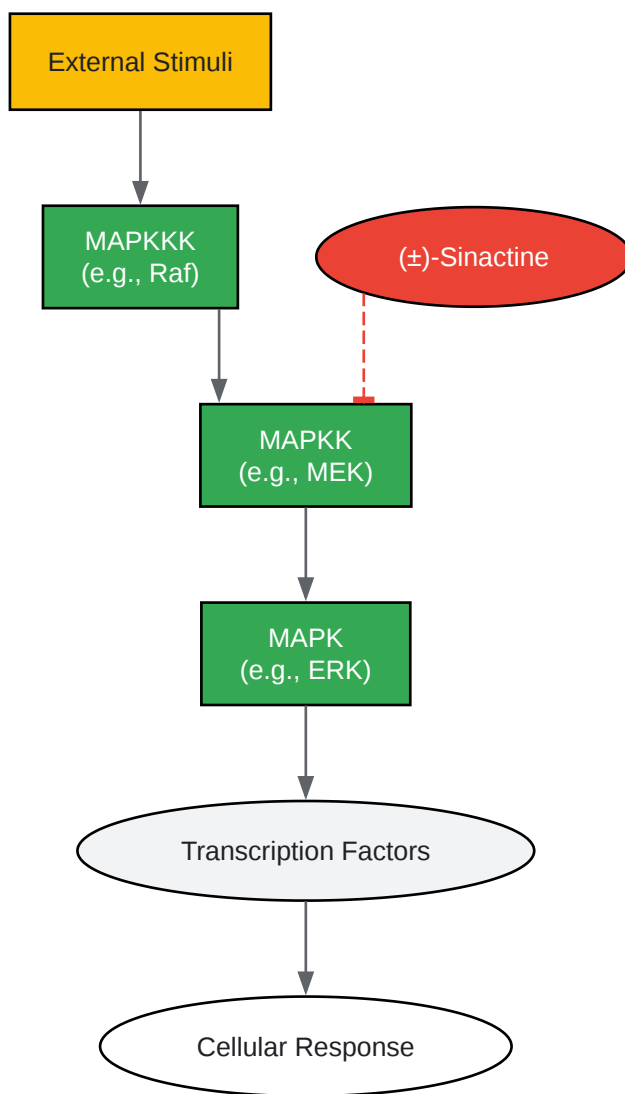 External Stimuli
MAPKKK
(e.g., Raf)
(±)-Sinactine
MAPKK
(e.g., MEK)
MAPK
(e.g., ERK)
Transcription Factors
Cellular Response